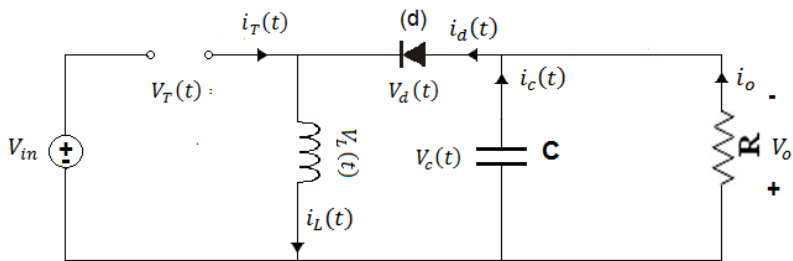 i_T(t)
(d)
i_d(t)
V_T(t) :
V_d(t)
i_c(t)
i_o
-
V_in
+
-
V_L(t)
V_c(t)
C
R
V_o
+
i_L(t)